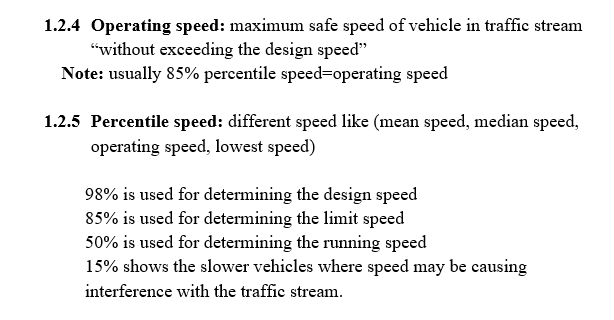 1.2.4 Operating speed: maximum safe speed of vehicle in traffic stream
“without exceeding the design speed”
Note: usually 85% percentile speed=operating speed
1.2.5 Percentile speed: different speed like (mean speed, median speed,
operating speed, lowest speed)
98% is used for determining the design speed
85% is used for determining the limit speed
50% is used for determining the running speed
15% shows the slower vehicles where speed may be causing
interference with the traffic stream.